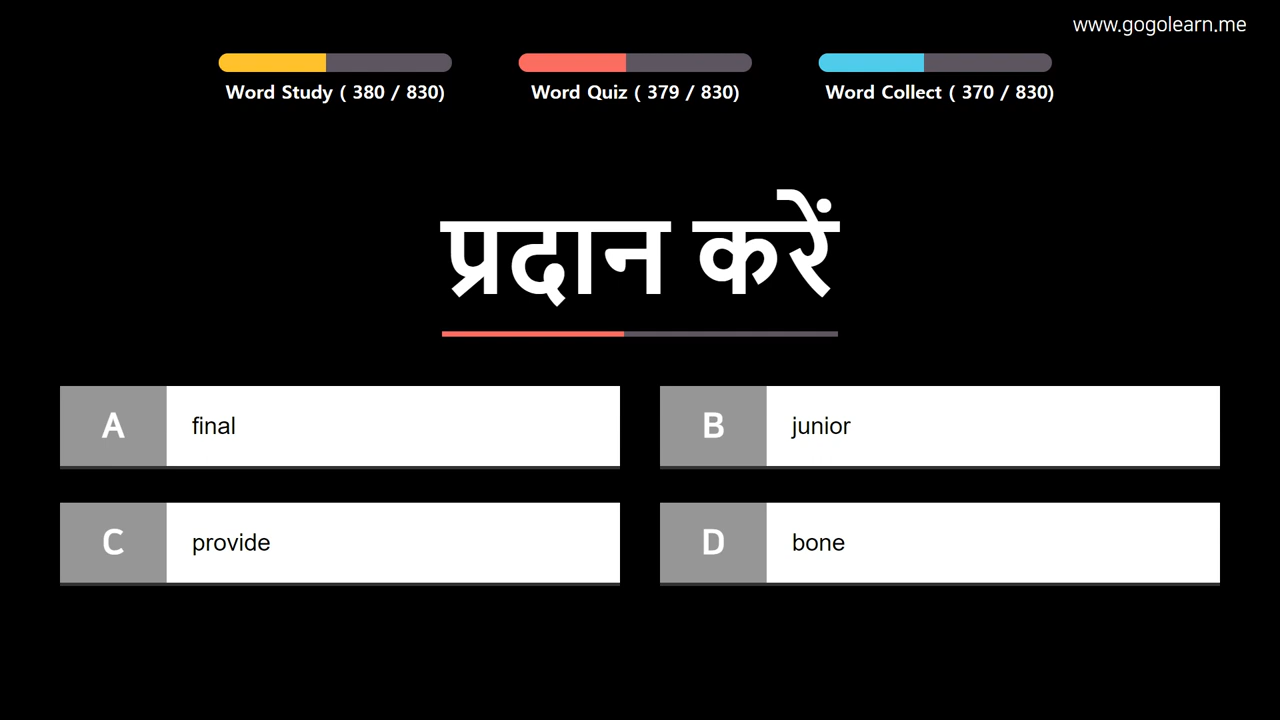 www.gogolearn.me
Word Study ( 380 / 830)
Word Quiz ( 379 / 830)
Word Collect ( 370 / 830)
प्रदान करें
A final
B junior
C provide
D bone